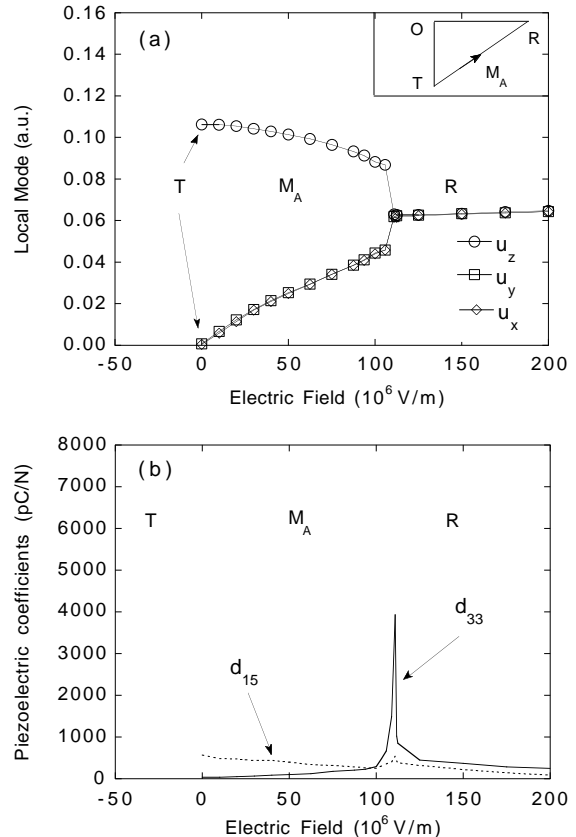 (a)
0.16
0.14
0.12
0.10
0.08
0.06
0.04
0.02
0.00
Local Mode (a.u.)
O
R
T
M_A
T
M_A
R
u_z
u_y
u_x
-50
0
50
100
150
200
Electric Field (10^6 V/m)
(b)
8000
7000
6000
5000
4000
3000
2000
1000
0
Piezoelectric coefficients (pC/N)
T
M_A
R
d_33
d_15
-50
0
50
100
150
200
Electric Field (10^6 V/m)